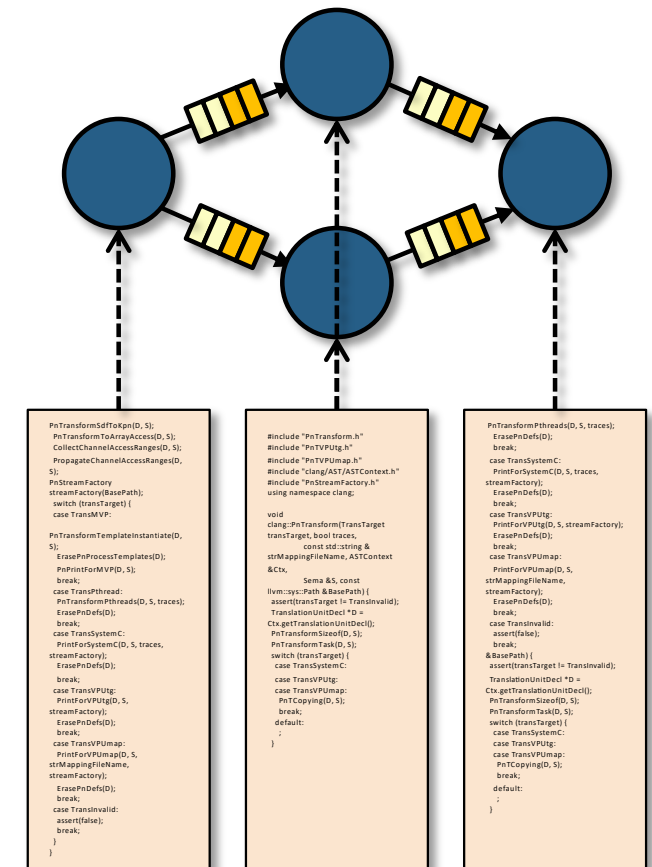 PnTransformSdfToKpn(D, S);
PnTransformToArrayAccess(D, S);
CollectChannelAccessRanges(D, S);
PropagateChannelAccessRanges(D,
S);
PnStreamFactory
streamFactory(BasePath);
switch (transTarget) {
case TransMVP:
PnTransformTemplateInstantiate(D,
S);
ErasePnProcessTemplates(D);
PnPrintForMVP(D, S);
break;
case TransPthread:
PnTransformPthreads(D, S, traces);
ErasePnDefs(D);
break;
case TransSystemC:
PrintForSystemC(D, S, traces,
streamFactory);
ErasePnDefs(D);
break;
case TransVPUtg:
PrintForVPUtg(D, S,
streamFactory);
ErasePnDefs(D);
break;
case TransVPUmap:
PrintForVPUmap(D, S,
strMappingFileName,
streamFactory);
ErasePnDefs(D);
break;
case TransInvalid:
assert(false);
break;
}
}
#include "PnTransform.h"
#include "PnTVPUtg.h"
#include "PnTVPUmap.h"
#include "clang/AST/ASTContext.h"
#include "PnStreamFactory.h"
using namespace clang;
void
clang::PnTransform(TransTarget
transTarget, bool traces,
const std::string &
strMappingFileName, ASTContext
&Ctx,
Sema &S, const
llvm::sys::Path &BasePath) {
assert(transTarget != TransInvalid);
TranslationUnitDecl *D =
Ctx.getTranslationUnitDecl();
PnTransformSizeof(D, S);
PnTransformTask(D, S);
switch (transTarget) {
case TransSystemC:
case TransVPUtg:
case TransVPUmap:
PnTCopying(D, S);
break;
default:
;
}
PnTransformPthreads(D, S, traces);
ErasePnDefs(D);
break;
case TransSystemC:
PrintForSystemC(D, S, traces,
streamFactory);
ErasePnDefs(D);
break;
case TransVPUtg:
PrintForVPUtg(D, S, streamFactory);
ErasePnDefs(D);
break;
case TransVPUmap:
PrintForVPUmap(D, S,
strMappingFileName,
streamFactory);
ErasePnDefs(D);
break;
case TransInvalid:
assert(false);
break;
&BasePath) {
assert(transTarget != TransInvalid);
TranslationUnitDecl *D =
Ctx.getTranslationUnitDecl();
PnTransformSizeof(D, S);
PnTransformTask(D, S);
switch (transTarget) {
case TransSystemC:
case TransVPUtg:
case TransVPUmap:
PnTCopying(D, S);
break;
default:
;
}